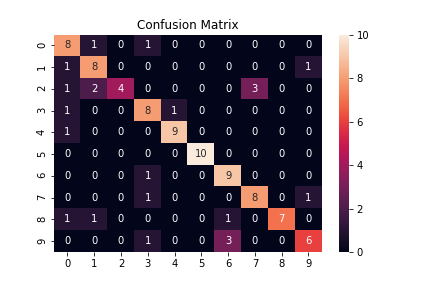 Confusion Matrix
0 8 1 0 1 0 0 0 0 0 0
1 1 8 0 0 0 0 0 0 0 1
2 1 2 4 0 0 0 0 3 0 0
3 1 0 0 8 1 0 0 0 0 0
4 1 0 0 0 9 0 0 0 0 0
5 0 0 0 0 0 10 0 0 0 0
6 0 0 0 1 0 0 9 0 0 0
7 0 0 0 1 0 0 0 8 0 1
8 1 1 0 0 0 0 1 0 7 0
9 0 0 0 1 0 0 3 0 0 6
0 1 2 3 4 5 6 7 8 9
10
8
6
4
2
0